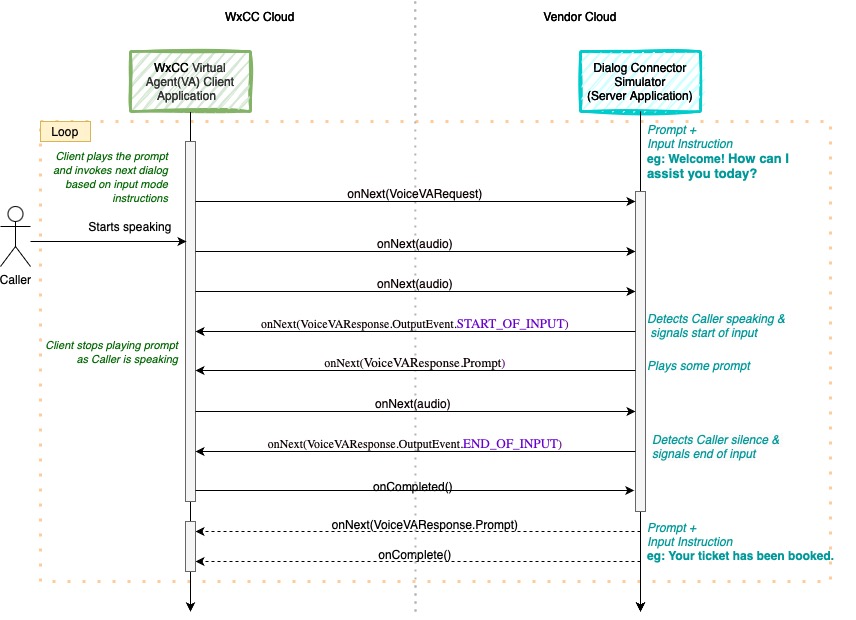 WxCC Cloud
Vendor Cloud
WxCC Virtual
Agent(VA) Client
Application
Dialog Connector
Simulator
(Server Application)
Loop
Prompt +
Input Instruction
eg: Welcome! How can I
assist you today?
Client plays the prompt
and invokes next dialog
based on input mode
instructions
onNext(VoiceVARequest)
Starts speaking
Caller
onNext(audio)
onNext(audio)
onNext(VoiceVAResponse.OutputEvent.START_OF_INPUT)
Detects Caller speaking &
signals start of input
Client stops playing prompt
as Caller is speaking
onNext(VoiceVAResponse.Prompt)
Plays some prompt
onNext(audio)
onNext(VoiceVAResponse.OutputEvent.END_OF_INPUT)
Detects Caller silence &
signals end of input
onCompleted()
onNext(VoiceVAResponse.Prompt)
Prompt +
Input Instruction
eg: Your ticket has been booked.
onComplete()